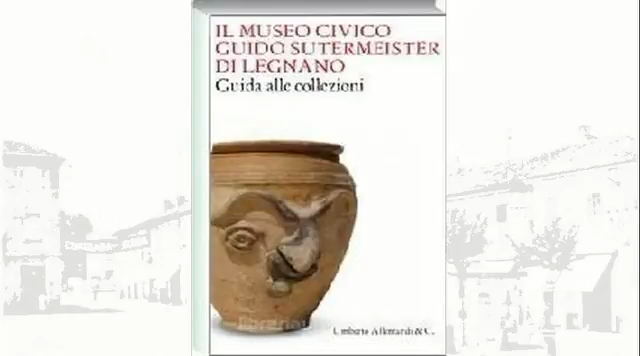 IL MUSEO CIVICO
GUIDO SUTERMEISTER
DI LEGNANO
Guida alle collezioni
Umberto Allemandi & C.